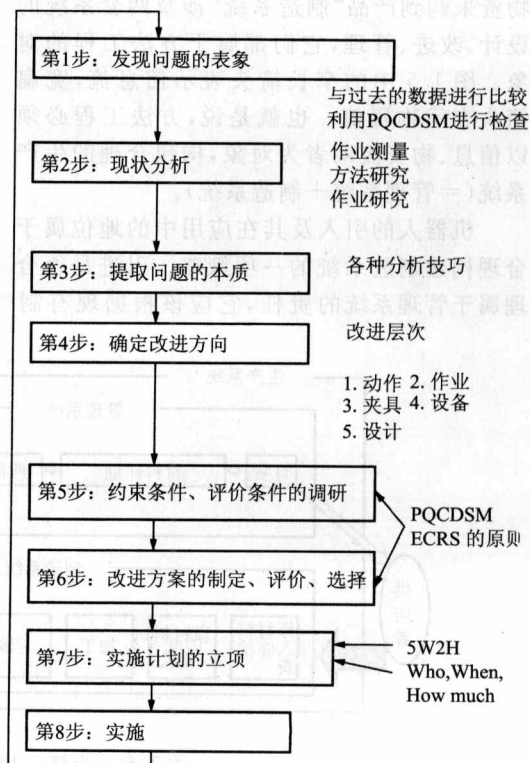 第1步：发现问题的表象
与过去的数据进行比较
利用PQCDSM进行检查
第2步：现状分析
作业测量
方法研究
作业研究
第3步：提取问题的本质
各种分析技巧
第4步：确定改进方向
改进层次
1. 动作 2. 作业
3. 夹具 4. 设备
5. 设计
第5步：约束条件、评价条件的调研
PQCDSM
ECRS 的原则
第6步：改进方案的制定、评价、选择
第7步：实施计划的立项
5W2H
Who,When,
How much
第8步：实施